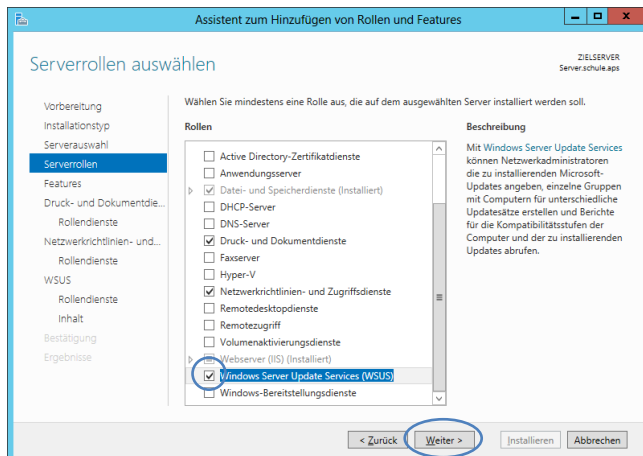 Assistent zum Hinzufügen von Rollen und Features
Serverrollen auswählen
ZIELSERVER
Server.schule.aps
Vorbereitung
Installationstyp
Serverauswahl
Serverrollen
Features
Druck- und Dokumentdie...
Rollendienste
Netzwerkrichtlinien- und...
Rollendienste
WSUS
Rollendienste
Inhalt
Bestätigung
Ergebnisse
Wählen Sie mindestens eine Rolle aus, die auf dem ausgewählten Server installiert werden soll.
Rollen
Active Directory-Zertifikatdienste
Anwendungsserver
Datei- und Speicherdienste (Installiert)
DHCP-Server
DNS-Server
Druck- und Dokumentdienste
Faxserver
Hyper-V
Netzwerkrichtlinien- und Zugriffsdienste
Remotedesktopdienste
Remotezugriff
Volumenaktivierungsdienste
Webserver (IIS) (Installiert)
Windows Server Update Services (WSUS)
Windows-Bereitstellungsdienste
Beschreibung
Mit Windows Server Update Services
können Netzwerkadministratoren
die zu installierenden Microsoft-
Updates angeben, einzelne Gruppen
mit Computern für unterschiedliche
Updatesätze erstellen und Berichte
für die Kompatibilitätsstufen der
Computer und der zu installierenden
Updates abrufen.
< Zurück
Weiter >
Installieren
Abbrechen